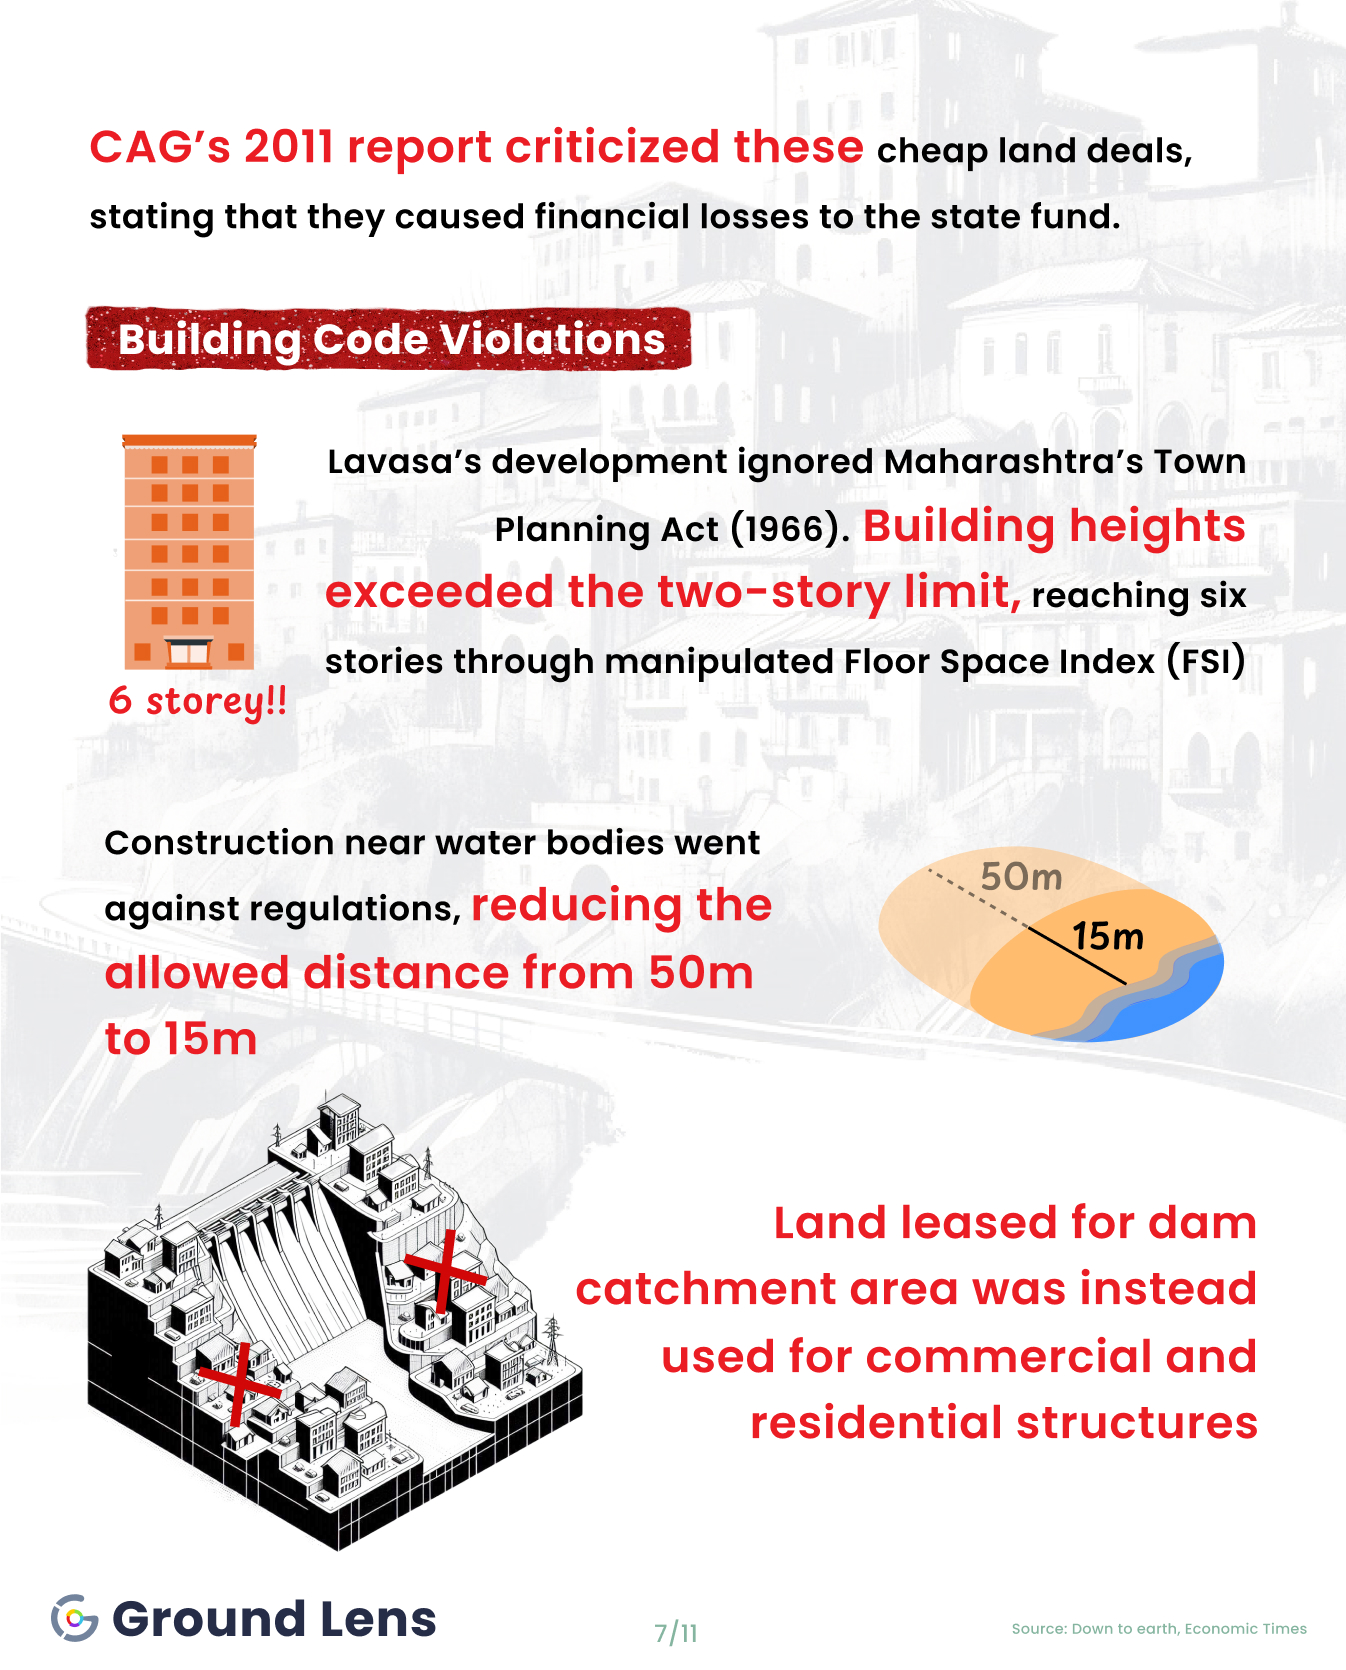 CAG’s 2011 report criticized these cheap land deals,
stating that they caused financial losses to the state fund.
Building Code Violations
Lavasa’s development ignored Maharashtra’s Town
Planning Act (1966). Building heights
exceeded the two-story limit, reaching six
stories through manipulated Floor Space Index (FSI)
6 storey!!
Construction near water bodies went
against regulations, reducing the
allowed distance from 50m
to 15m
50m
15m
Land leased for dam
catchment area was instead
used for commercial and
residential structures
Ground Lens
7/11
Source: Down to earth, Economic Times